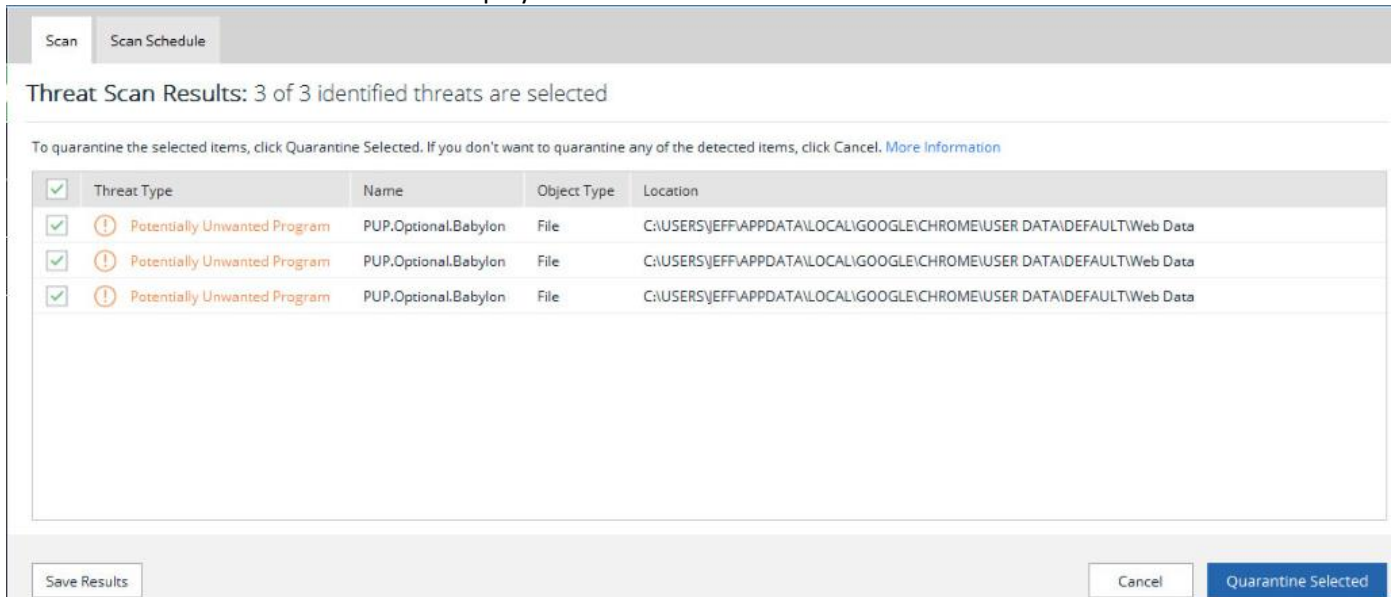 Scan Scan Schedule
Threat Scan Results: 3 of 3 identified threats are selected
To quarantine the selected items, click Quarantine Selected. If you don't want to quarantine any of the detected items, click Cancel. More Information
Threat Type Name Object Type Location
Potentially Unwanted Program PUP.Optional.Babylon File C:\USERS\JEFF\APPDATA\LOCAL\GOOGLE\CHROME\USER DATA\DEFAULT\Web Data
Potentially Unwanted Program PUP.Optional.Babylon File C:\USERS\JEFF\APPDATA\LOCAL\GOOGLE\CHROME\USER DATA\DEFAULT\Web Data
Potentially Unwanted Program PUP.Optional.Babylon File C:\USERS\JEFF\APPDATA\LOCAL\GOOGLE\CHROME\USER DATA\DEFAULT\Web Data
Save Results Cancel Quarantine Selected